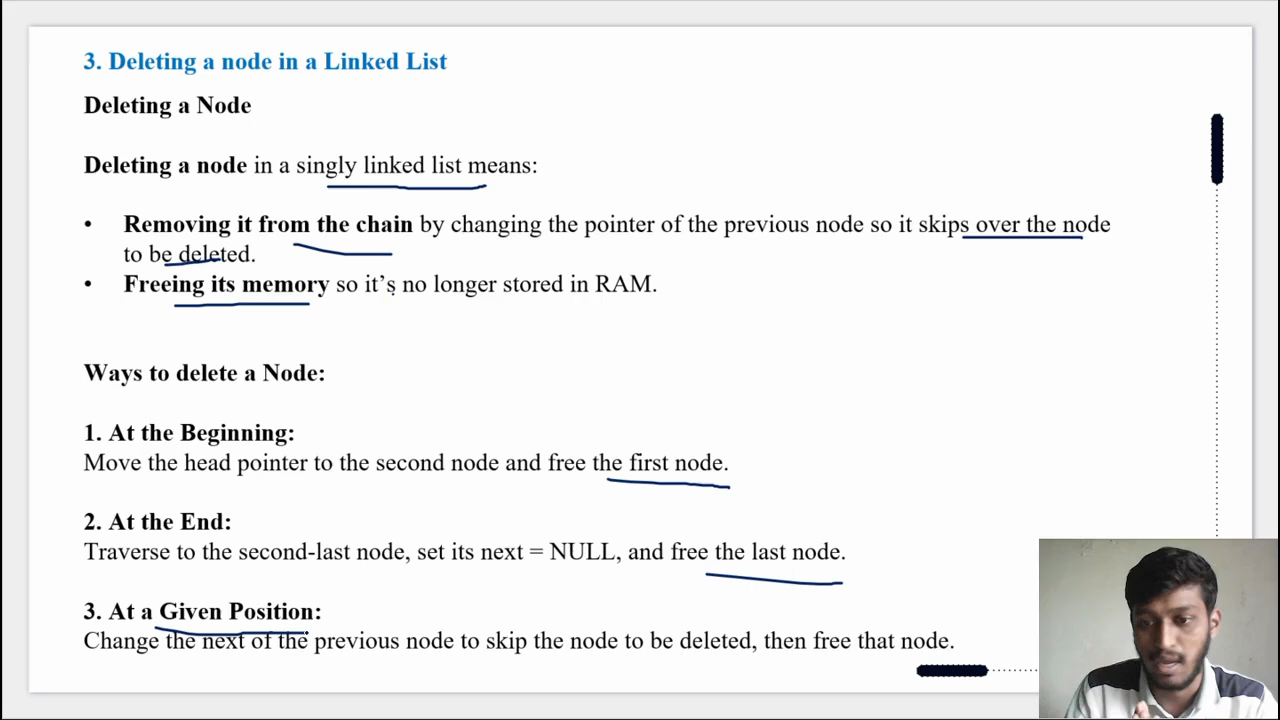 3. Deleting a node in a Linked List
Deleting a Node
Deleting a node in a singly linked list means:
• Removing it from the chain by changing the pointer of the previous node so it skips over the node
to be deleted.
• Freeing its memory so it’s no longer stored in RAM.
Ways to delete a Node:
1. At the Beginning:
Move the head pointer to the second node and free the first node.
2. At the End:
Traverse to the second-last node, set its next = NULL, and free the last node.
3. At a Given Position:
Change the next of the previous node to skip the node to be deleted, then free that node.